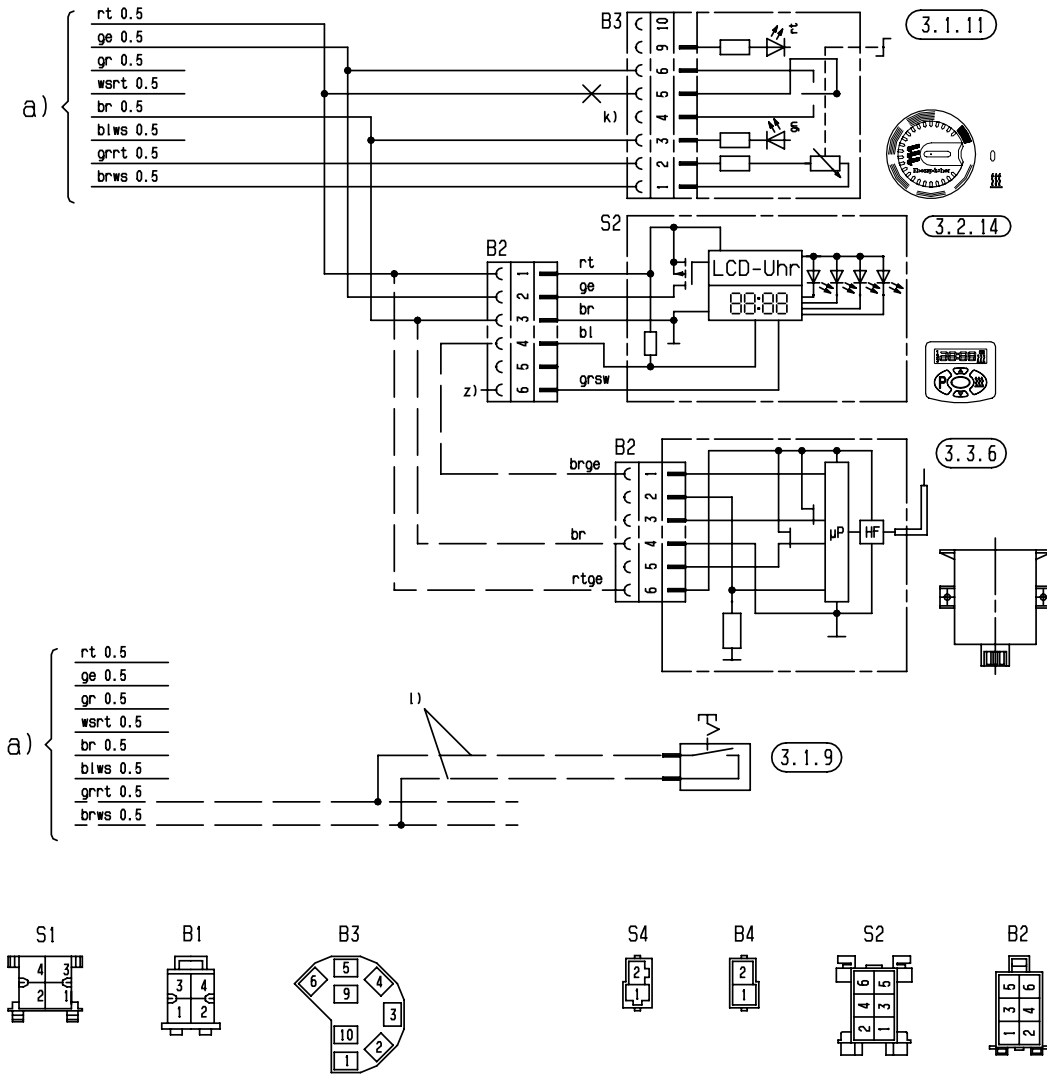 rt 0.5
ge 0.5
gr 0.5
wsrt 0.5
br 0.5
blws 0.5
grrt 0.5
brws 0.5
a)
B3
10
9
6
5
4
3
2
1
k)
rt
gr
3.1.11
0
S2
3.2.14
B2
1
2
3
4
5
6
z)
rt
ge
br
bl
grsw
LCD-Uhr
88:88
88:88
P
B2
3.3.6
brge
br
rtge
1
2
3
4
5
6
µP
HF
rt 0.5
ge 0.5
gr 0.5
wsrt 0.5
br 0.5
blws 0.5
grrt 0.5
brws 0.5
a)
l)
3.1.9
S1
4 3
2 1
B1
3 4
1 2
B3
5
6 4
9
3
10
2
1
S4
2
1
B4
2
1
S2
6 5
4 3
2 1
B2
5 6
3 4
1 2